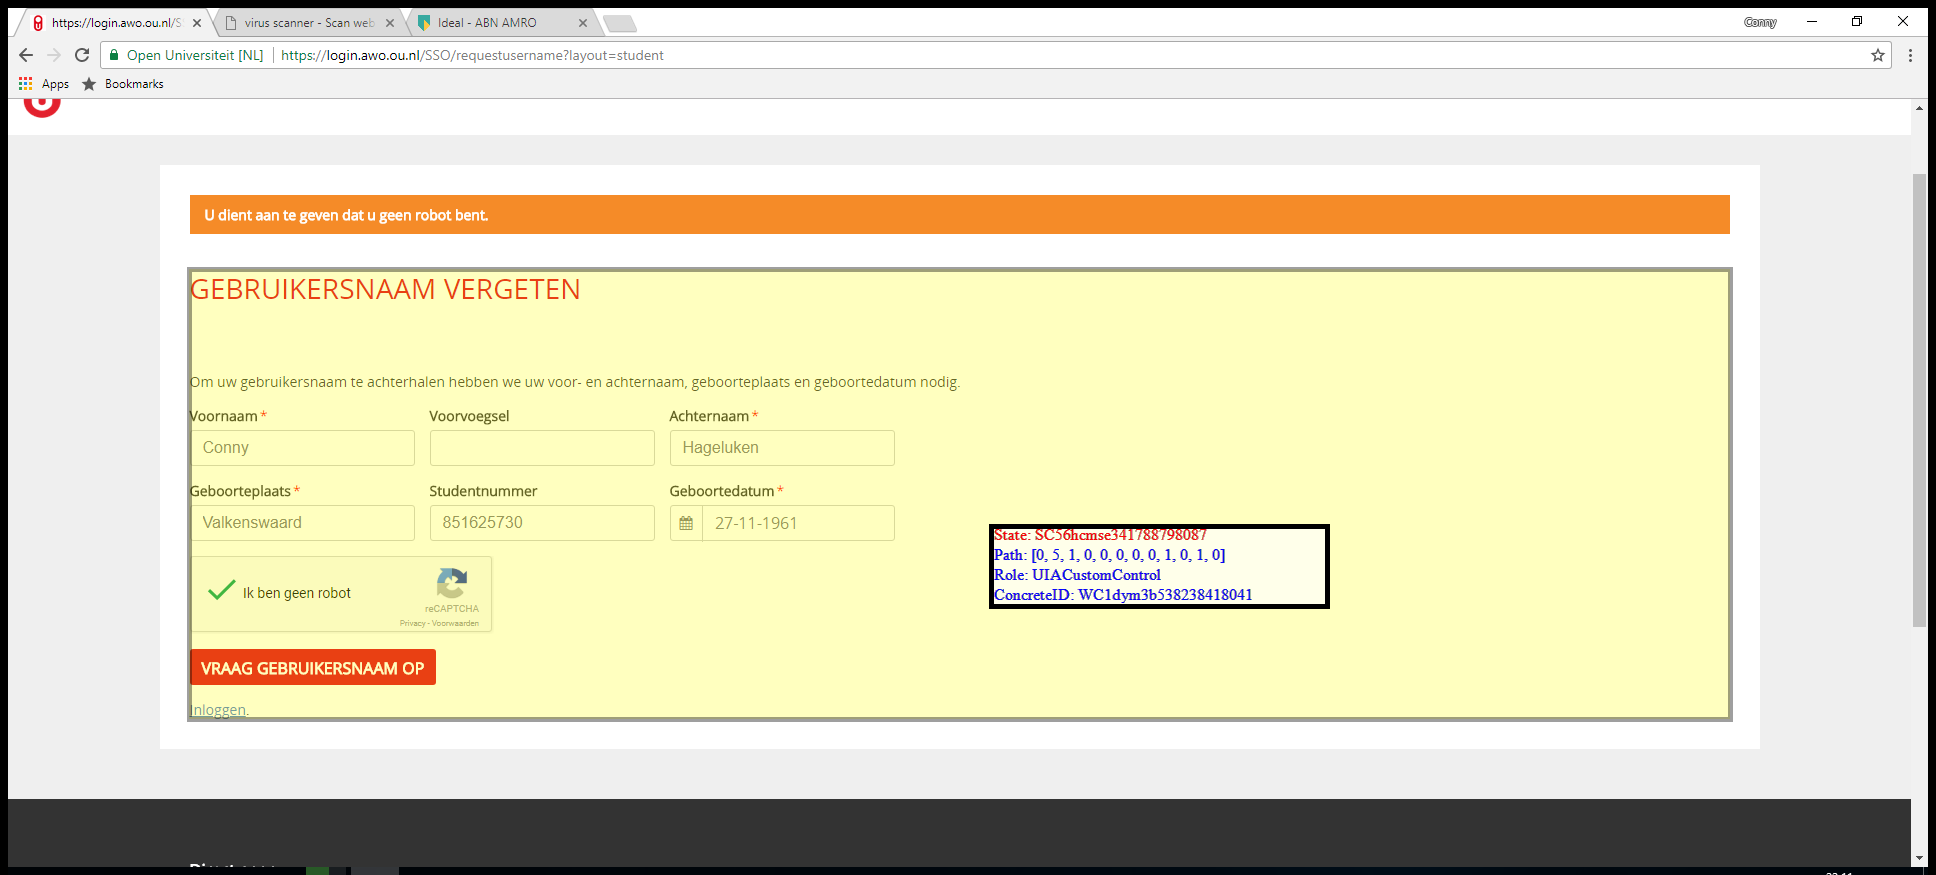 https://login.awo.ou.nl/S
virus scanner - Scan web
Ideal - ABN AMRO
Conny
Open Universiteit [NL]
https://login.awo.ou.nl/SSO/requestusername?layout=student
Apps
Bookmarks
U dient aan te geven dat u geen robot bent.
GEBRUIKERSNAAM VERGETEN
Om uw gebruikersnaam te achterhalen hebben we uw voor- en achternaam, geboorteplaats en geboortedatum nodig.
Voornaam * Voorvoegsel Achternaam *
Conny Hageluken
Geboorteplaats * Studentnummer Geboortedatum *
Valkenswaard 851625730 27-11-1961
State: SC56hcmse341788798087
Path: [0, 5, 1, 0, 0, 0, 0, 0, 1, 0, 1, 0]
Role: UIACustomControl
ConcreteID: WC1dym3b538238418041
Ik ben geen robot
reCAPTCHA
Privacy - Voorwaarden
VRAAG GEBRUIKERSNAAM OP
Inloggen.